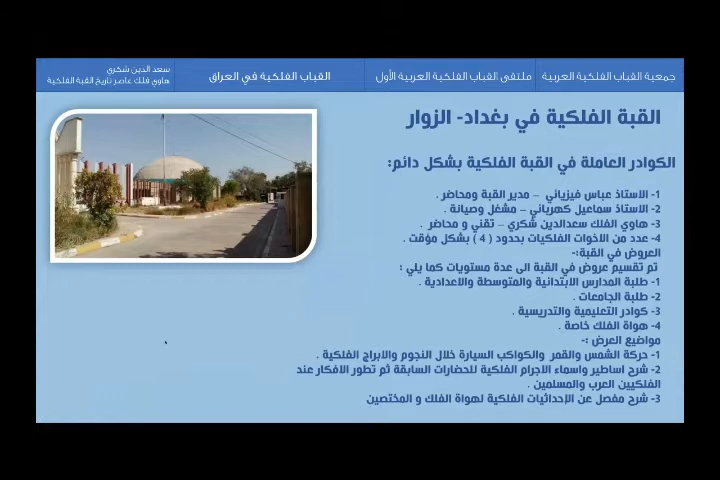 جمعية القباب الفلكية العربية
ملتقى القباب الفلكية العربية الأول
القباب الفلكية في العراق
سعد الدين شكري
هاوي فلك عاصر تاريخ القبة الفلكية
القبة الفلكية في بغداد- الزوار
الكوادر العاملة في القبة الفلكية بشكل دائم:
1- الاستاذ عباس فيزيائي – مدير القبة ومحاضر .
2- الاستاذ سماعيل كهربائي – مشغل وصيانة .
3- هاوي الفلك سعدالدين شكري – تقني و محاضر .
4- عدد من الأخوات الفلكيات بحدود ( 4 ) بشكل مؤقت .
العروض في القبة:-
تم تقسيم عروض في القبة الى عدة مستويات كما يلي :
1- طلبة المدارس الابتدائية والمتوسطة والاعدادية .
2- طلبة الجامعات .
3- كوادر التعليمية والتدريسية .
4- هواة الفلك خاصة .
مواضيع العرض :-
1- حركة الشمس والقمر والكواكب السيارة خلال النجوم والابراج الفلكية .
2- شرح اساطير واسماء الاجرام الفلكية للحضارات السابقة ثم تطور الأفكار عند
الفلكيين العرب والمسلمين .
3- شرح مفصل عن الإحداثيات الفلكية لهواة الفلك و المختصين